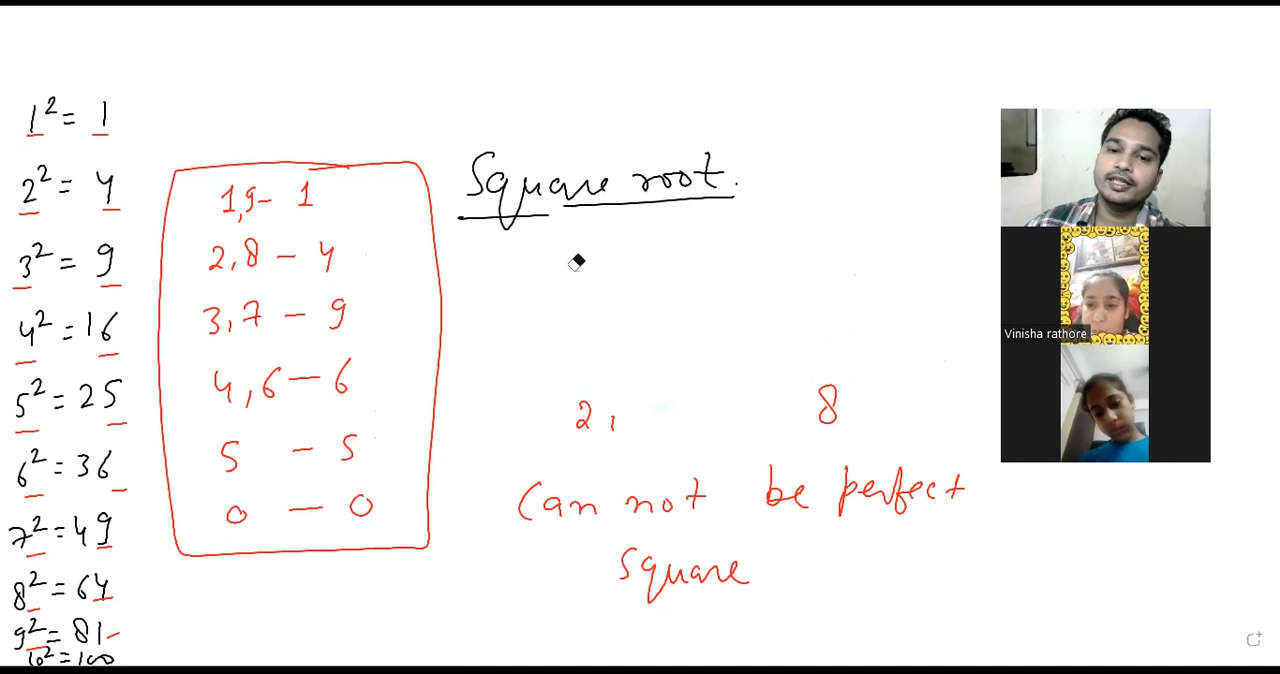 1² = 1
2² = 4
3² = 9
4² = 16
5² = 25
6² = 36
7² = 49
8² = 64
9² = 81
10² = 100
1,9- 1
2,8 - 4
3,7 - 9
4,6 - 6
5 - 5
0 - 0
Square root.
2, 8
Can not be perfect
square
Vinisha rathore